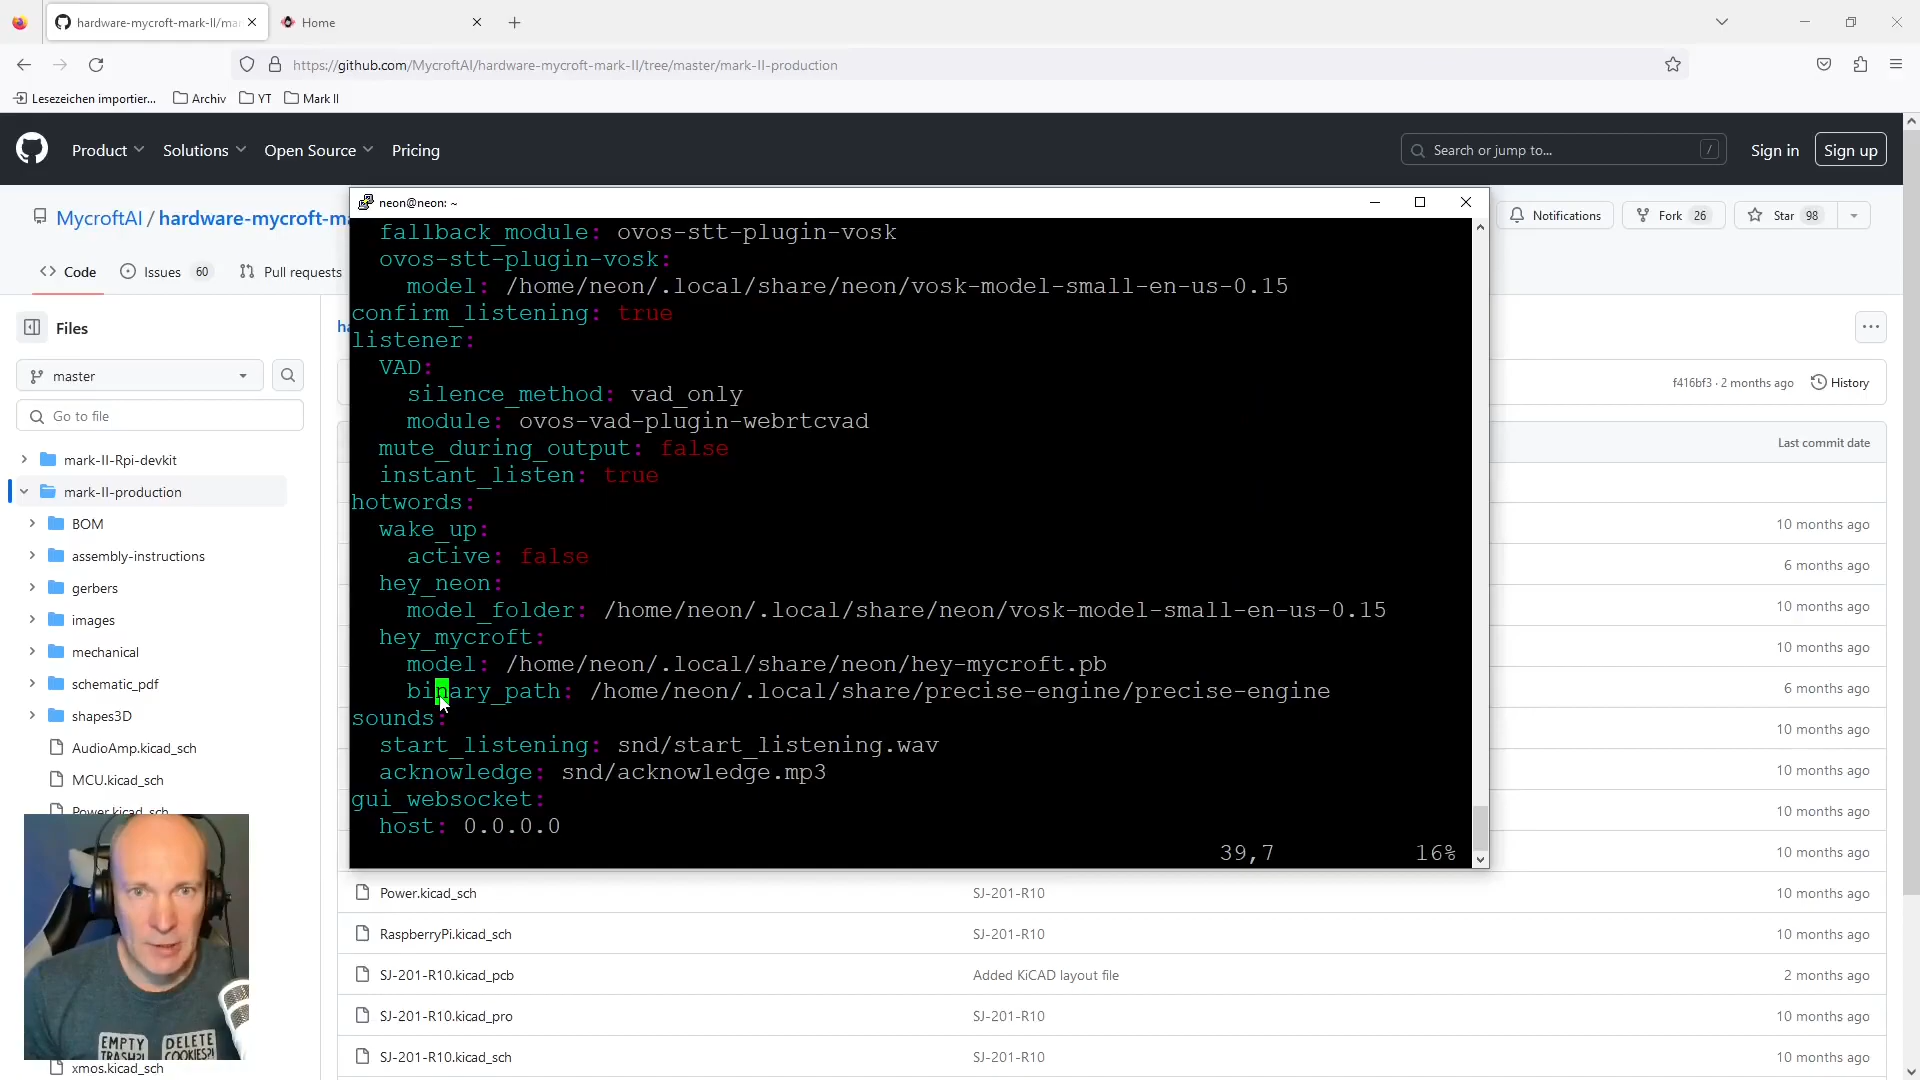 hardware-mycroft-mark-II/mar
Home
https://github.com/MycroftAI/hardware-mycroft-mark-II/tree/master/mark-II-production
Lesezeichen importier...
Archiv
YT
Mark II
Product
Solutions
Open Source
Pricing
Search or jump to...
/
Sign in
Sign up
MycroftAI / hardware-mycroft-ma
Notifications
Fork 26
Star 98
Code
Issues 60
Pull requests
neon@neon: ~
fallback_module: ovos-stt-plugin-vosk
ovos-stt-plugin-vosk:
model: /home/neon/.local/share/neon/vosk-model-small-en-us-0.15
confirm_listening: true
listener:
VAD:
silence_method: vad_only
module: ovos-vad-plugin-webrtcvad
mute_during_output: false
instant_listen: true
hotwords:
wake_up:
active: false
hey_neon:
model_folder: /home/neon/.local/share/neon/vosk-model-small-en-us-0.15
hey_mycroft:
model: /home/neon/.local/share/neon/hey-mycroft.pb
binary_path: /home/neon/.local/share/precise-engine/precise-engine
sounds:
start_listening: snd/start_listening.wav
acknowledge: snd/acknowledge.mp3
gui_websocket:
host: 0.0.0.0
39,7
16%
Files
master
Go to file
mark-II-Rpi-devkit
mark-II-production
BOM
assembly-instructions
gerbers
images
mechanical
schematic_pdf
shapes3D
AudioAmp.kicad_sch
MCU.kicad_sch
Power.kicad_sch
xmos.kicad_sch
ha
f416bf3 · 2 months ago
History
Last commit date
10 months ago
6 months ago
10 months ago
10 months ago
6 months ago
10 months ago
10 months ago
10 months ago
10 months ago
Power.kicad_sch
SJ-201-R10
10 months ago
RaspberryPi.kicad_sch
SJ-201-R10
10 months ago
SJ-201-R10.kicad_pcb
Added KiCAD layout file
2 months ago
SJ-201-R10.kicad_pro
SJ-201-R10
10 months ago
SJ-201-R10.kicad_sch
SJ-201-R10
10 months ago
EMPTY TRASH?!
DELETE COOKIES?!